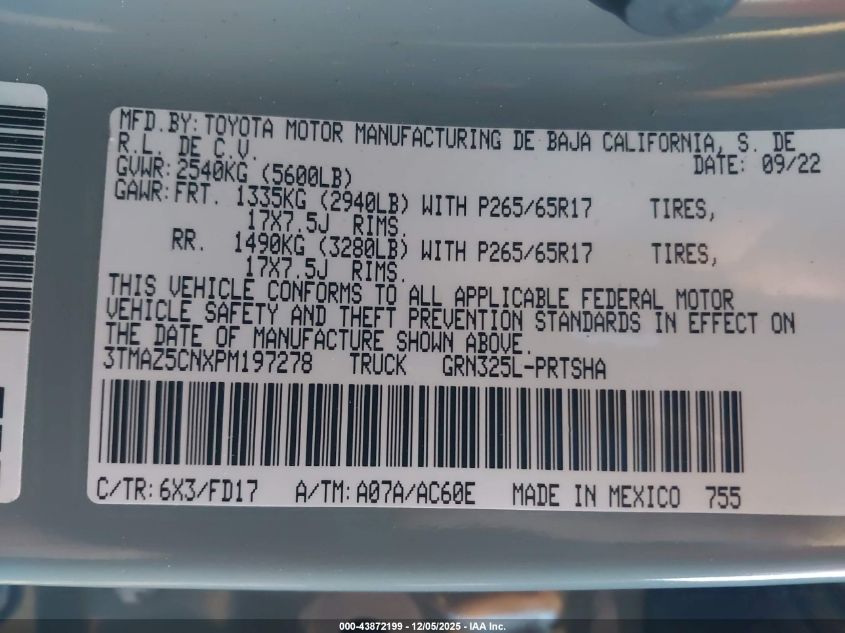 MFD.BY:TOYOTA MOTOR MANUFACTURING DE BAJA CALIFORNIA, S. DE
R.L. DE C.V.
DATE: 09/22
GVWR:2540KG (5600LB)
GAWR:FRT. 1335KG (2940LB) WITH P265/65R17 TIRES,
17X7.5J RIMS.
RR. 1490KG (3280LB) WITH P265/65R17 TIRES,
17X7.5J RIMS.
THIS VEHICLE CONFORMS TO ALL APPLICABLE FEDERAL MOTOR
VEHICLE SAFETY AND THEFT PREVENTION STANDARDS IN EFFECT ON
THE DATE OF MANUFACTURE SHOWN ABOVE.
3TMAZ5CNXPM197278 TRUCK GRN325L-PRTSHA
C/TR:6X3/FD17 A/TM:A07A/AC60E MADE IN MEXICO 755
000-43872199 - 12/05/2025 - IAA Inc.